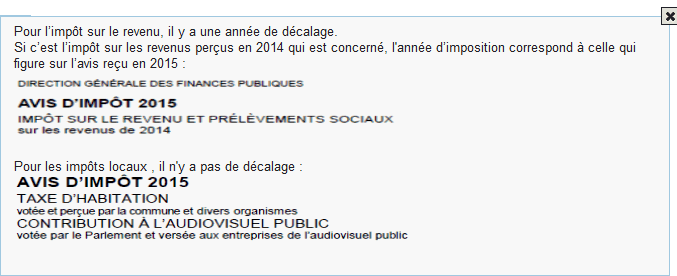 Pour l'impôt sur le revenu, il y a une année de décalage.
Si c'est l'impôt sur les revenus perçus en 2014 qui est concerné, l'année d'imposition correspond à celle qui
figure sur l'avis reçu en 2015 :
DIRECTION GÉNÉRALE DES FINANCES PUBLIQUES
AVIS D'IMPÔT 2015
IMPÔT SUR LE REVENU ET PRÉLÈVEMENTS SOCIAUX
sur les revenus de 2014
Pour les impôts locaux , il n'y a pas de décalage :
AVIS D'IMPÔT 2015
TAXE D'HABITATION
votée et perçue par la commune et divers organismes
CONTRIBUTION À L'AUDIOVISUEL PUBLIC
votée par le Parlement et versée aux entreprises de l'audiovisuel public